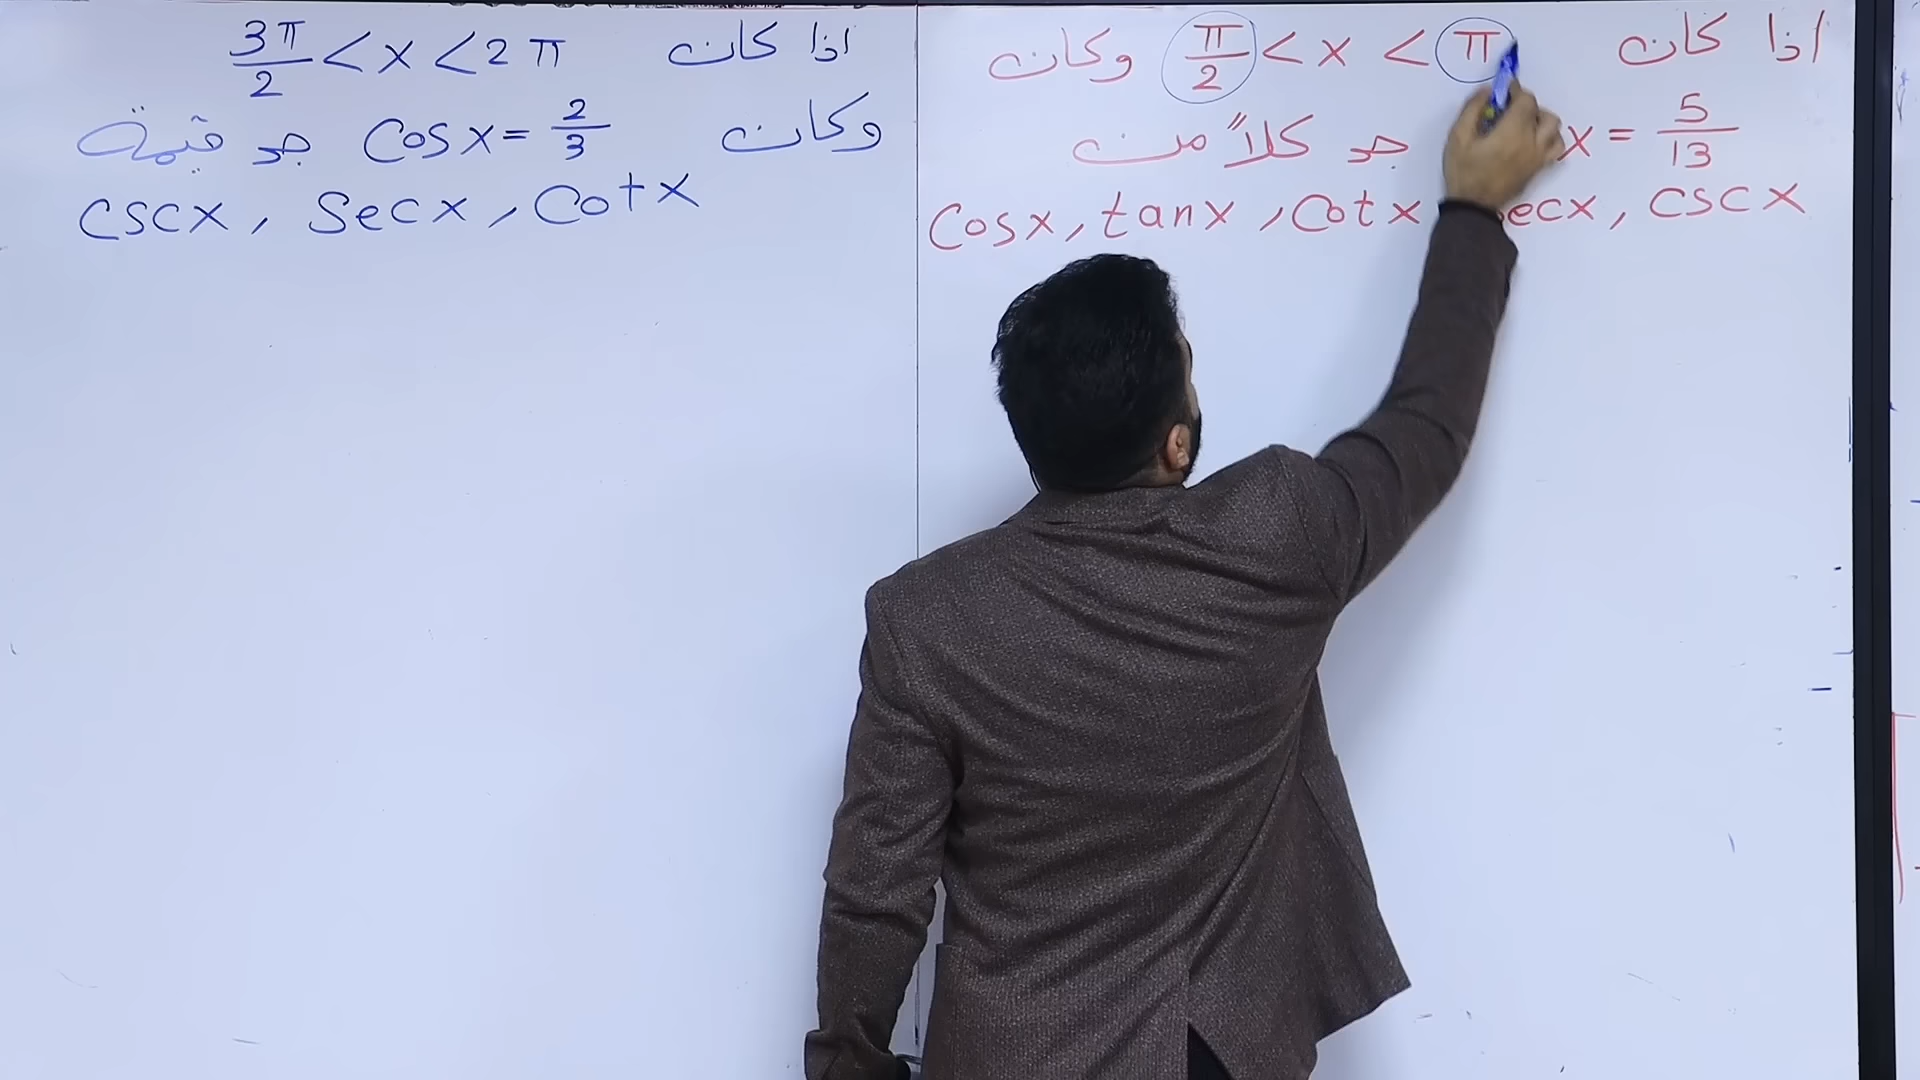 اذا كان π/2 < x < π وكان
x = 5/13 جد كلاً من
Cosx, tanx, Cotx ecx, CSCX
اذا كان 3π/2 < x < 2π
وكان Cosx = 2/3 جد قيمة
CSCX, Secx, Cotx